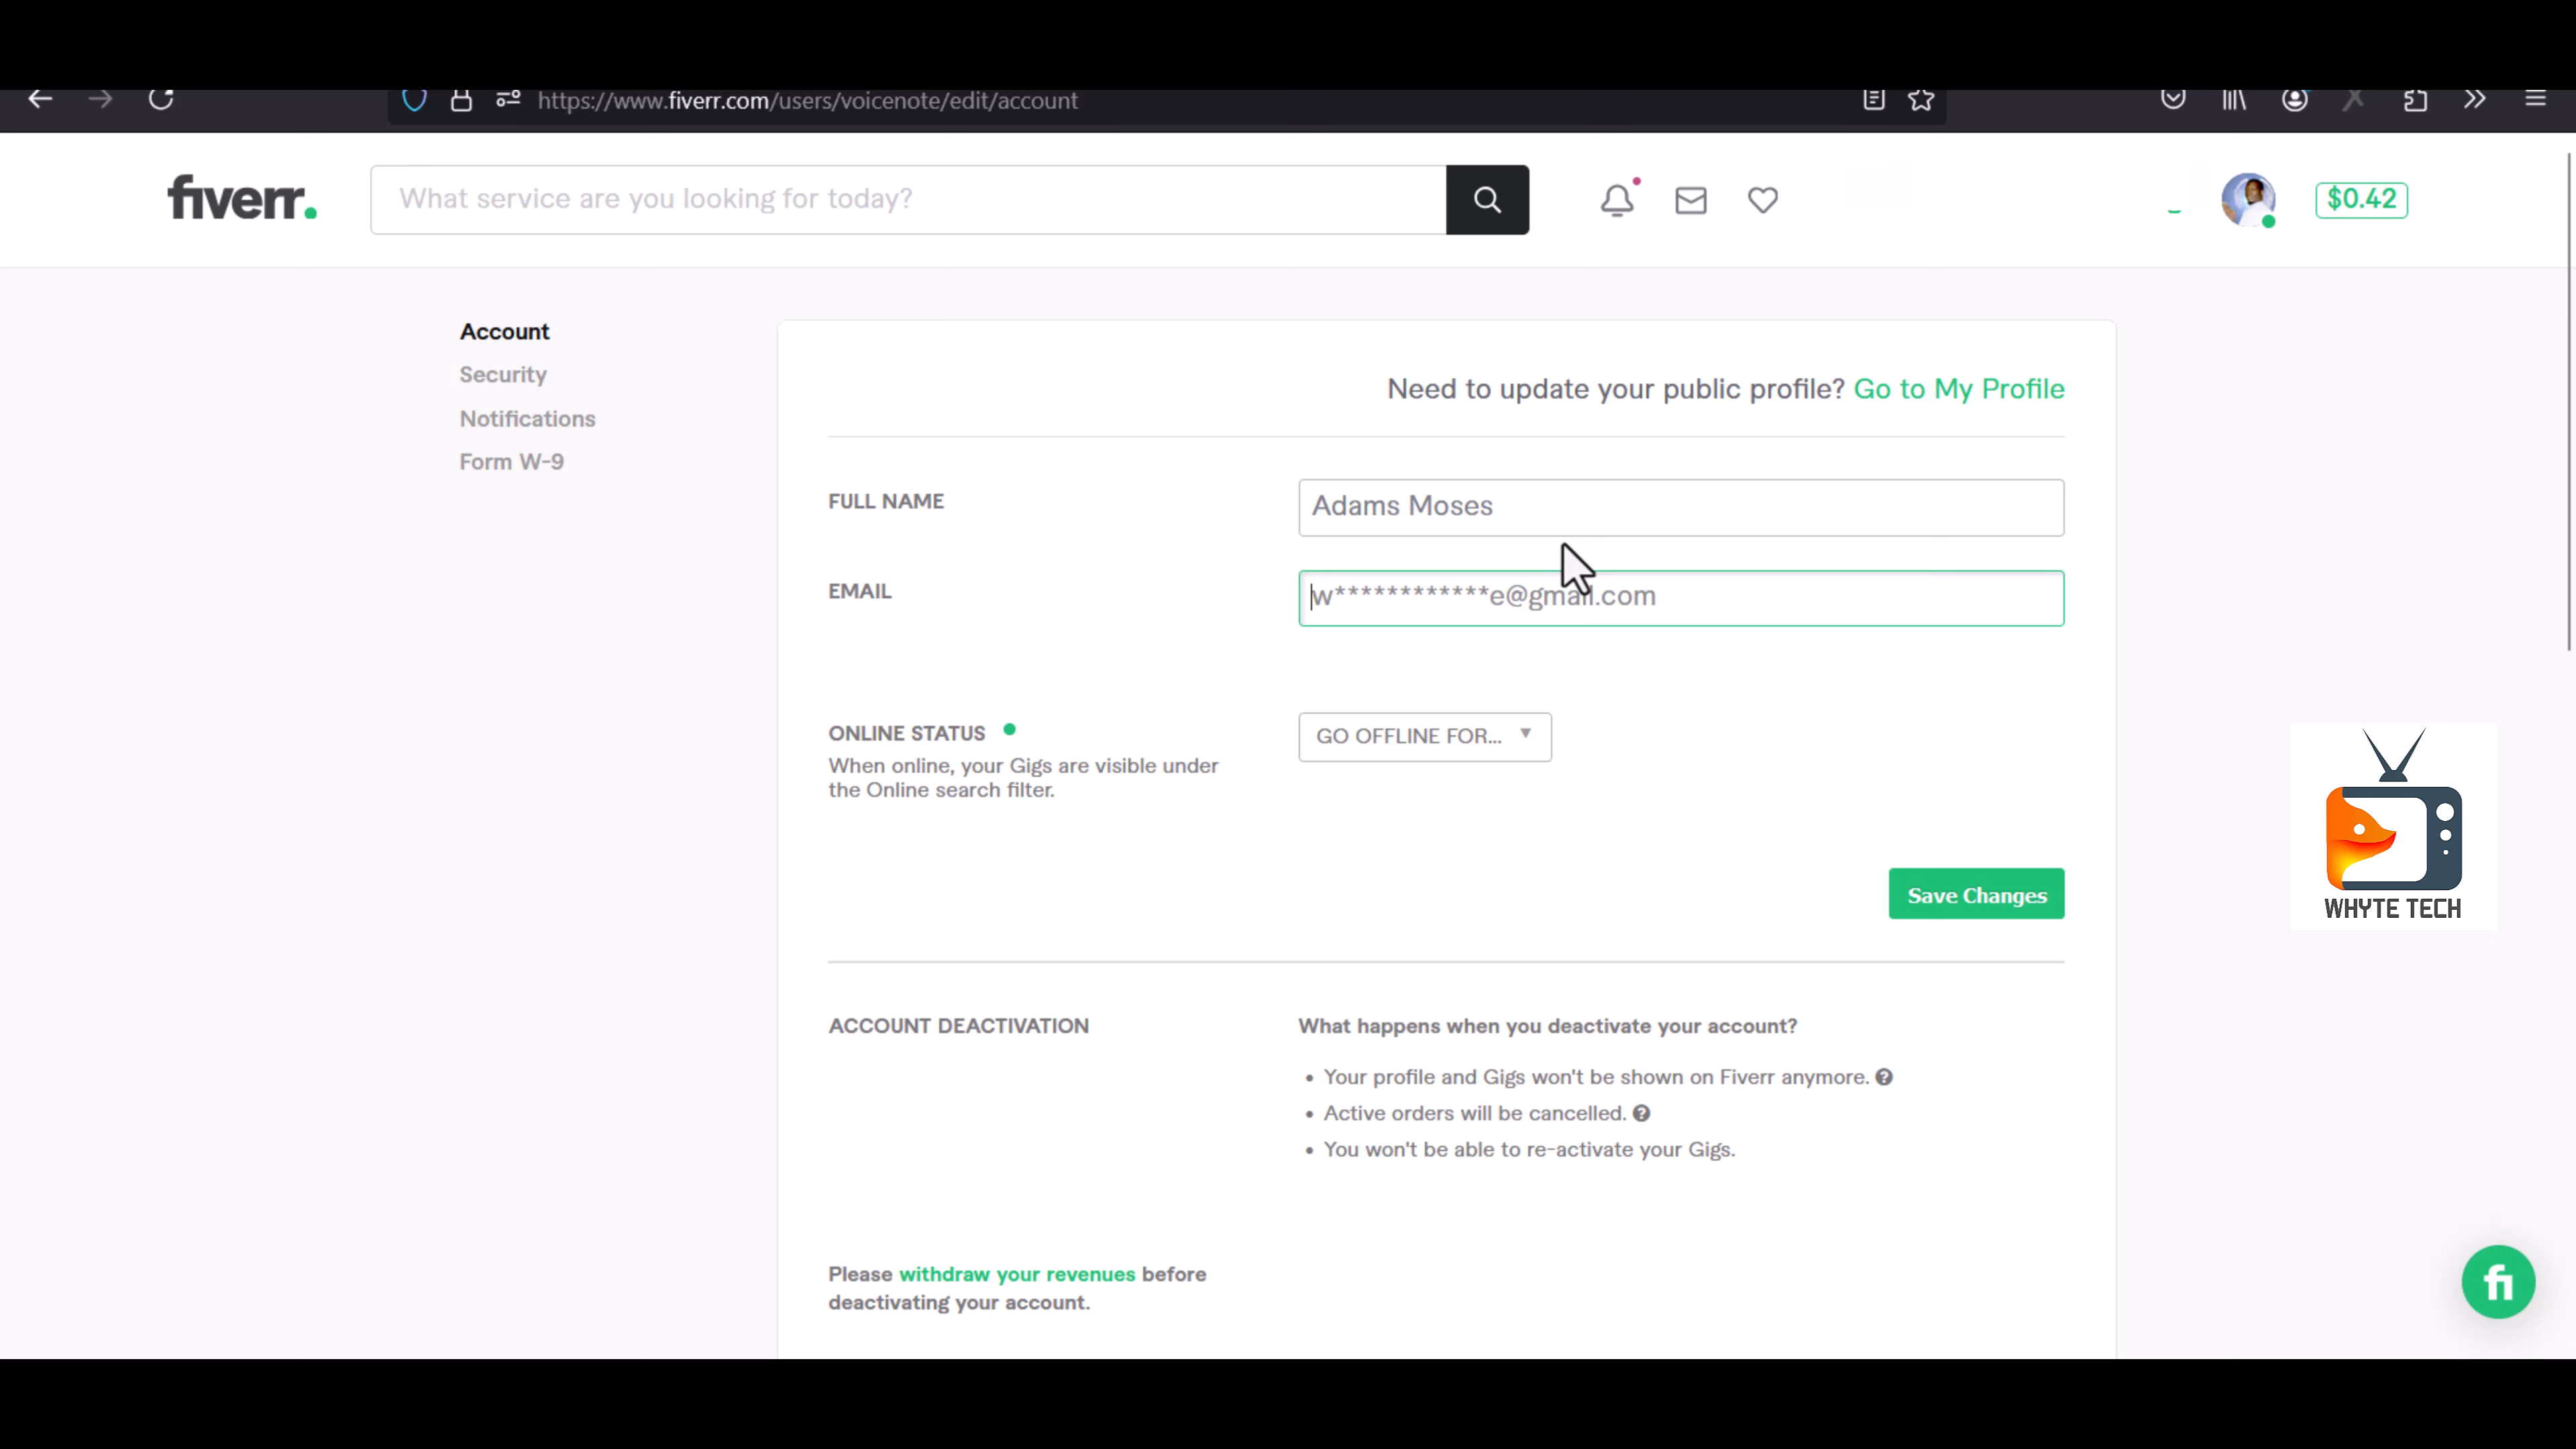 https://www.fiverr.com/users/voicenote/edit/account
fiverr.
What service are you looking for today?
$0.42
Account
Security
Notifications
Form W-9
Need to update your public profile? Go to My Profile
FULL NAME
Adams Moses
EMAIL
w************e@gmail.com
ONLINE STATUS
When online, your Gigs are visible under
the Online search filter.
GO OFFLINE FOR...
Save Changes
WHYTE TECH
ACCOUNT DEACTIVATION
What happens when you deactivate your account?
• Your profile and Gigs won't be shown on Fiverr anymore.
• Active orders will be cancelled.
• You won't be able to re-activate your Gigs.
Please withdraw your revenues before
deactivating your account.
fi